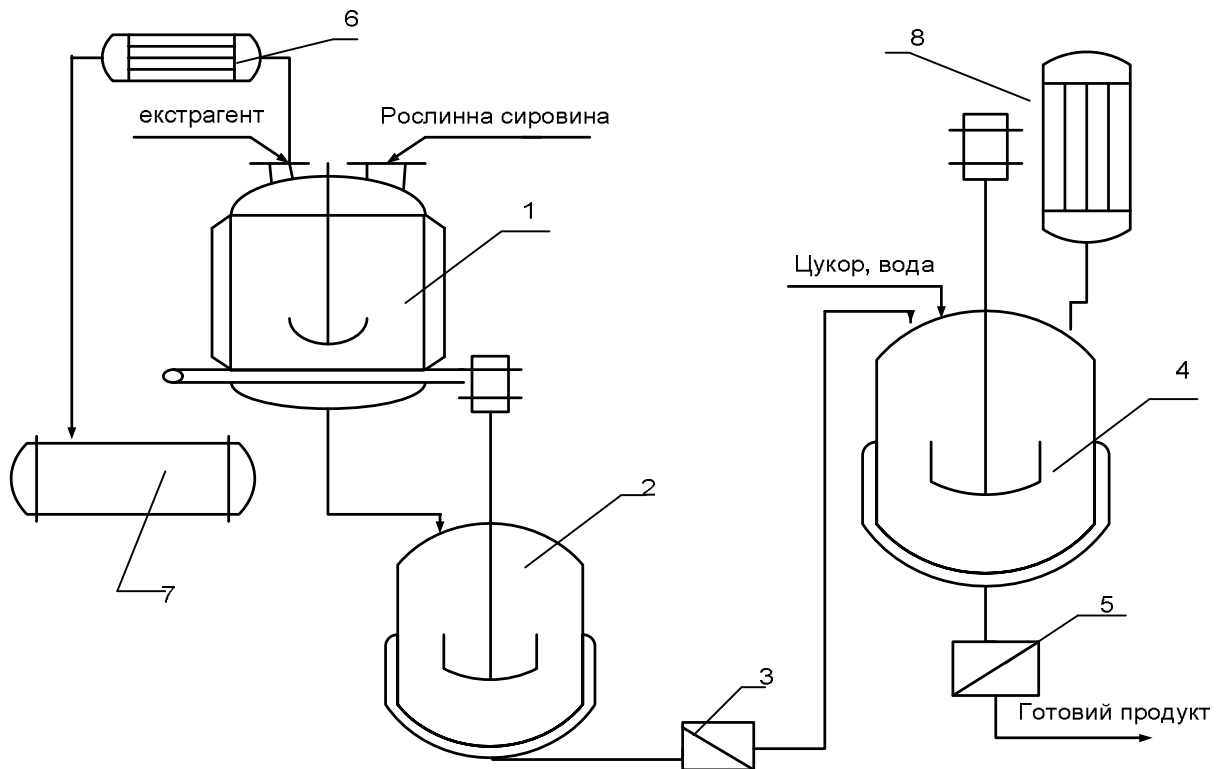 6
8
екстрагент
Рослинна сировина
1
Цукор, вода
4
2
7
5
3
Готовий продукт